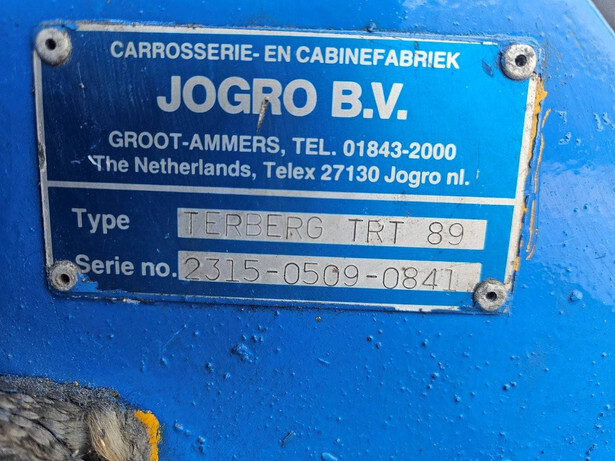 CARROSSERIE- EN CABINEFABRIEK
JOGRO B.V.
GROOT-AMMERS, TEL. 01843-2000
The Netherlands, Telex 27130 Jogro nl.
Type TERBERG TRT 89
Serie no. 2315-0509-0841